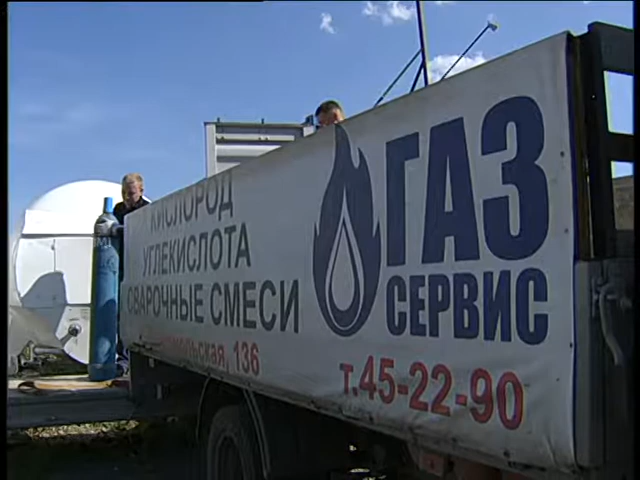 КИСЛОРОД
УГЛЕКИСЛОТА
СВАРОЧНЫЕ СМЕСИ
136
ГАЗ
СЕРВИС
т.45-22-90